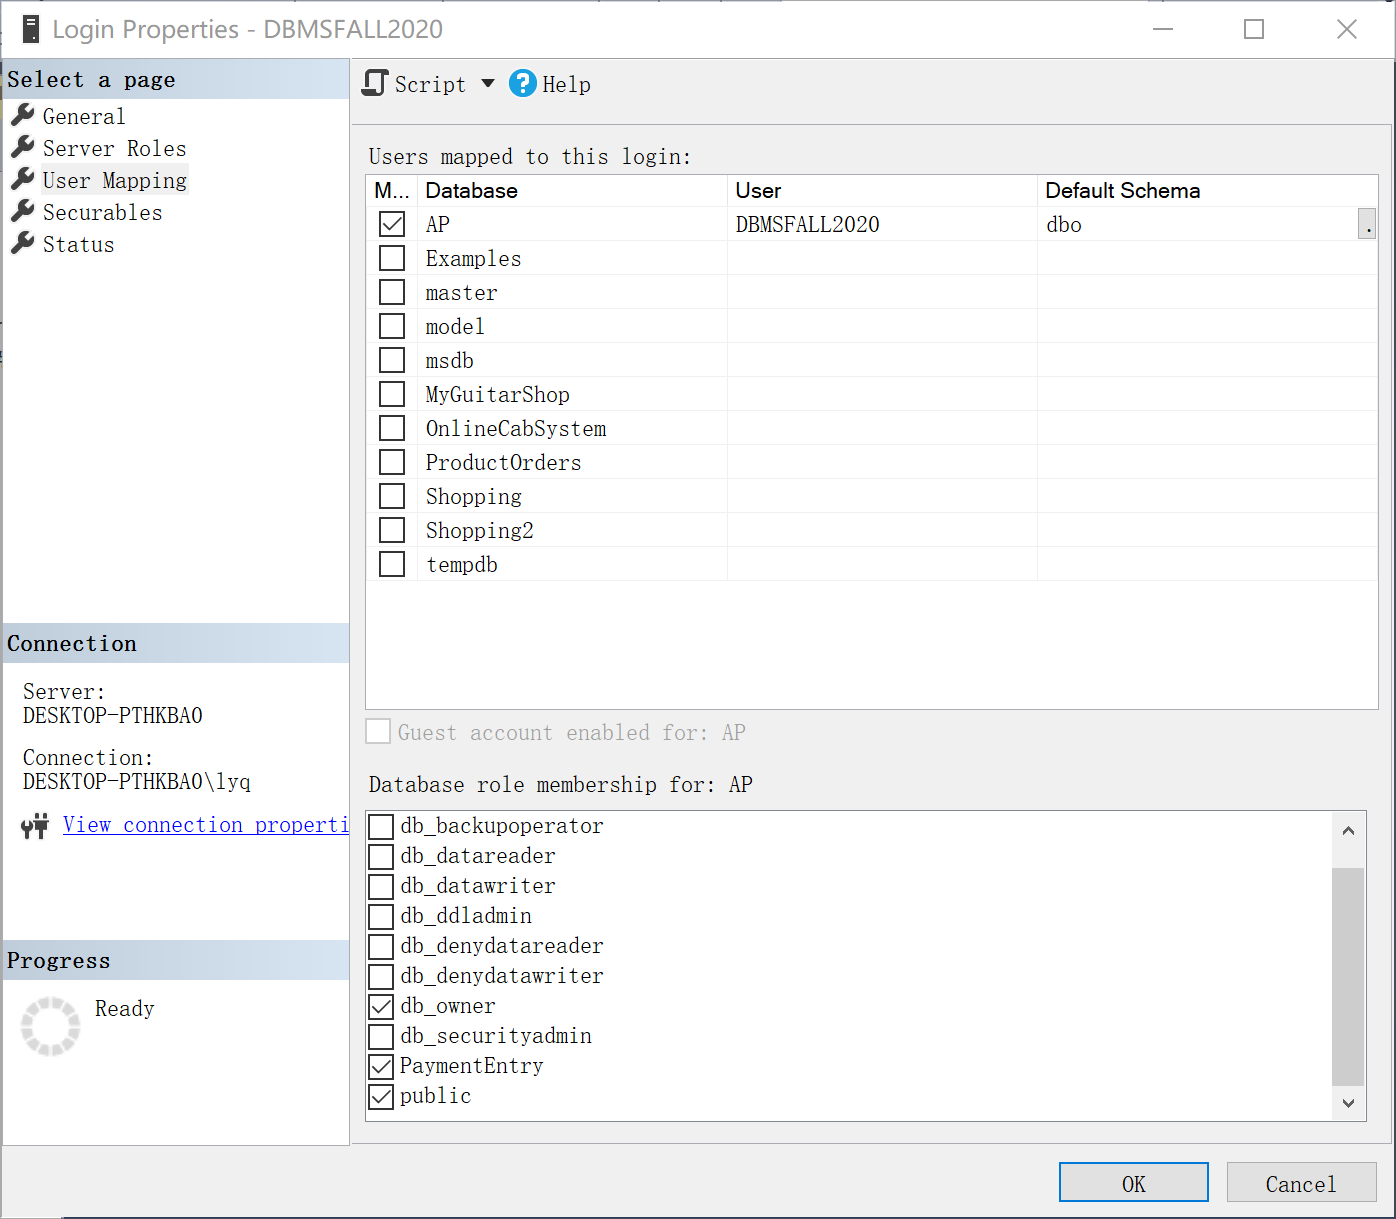 Login Properties - DBMSFALL2020
Select a page
General
Server Roles
User Mapping
Securables
Status
Script
Help
Users mapped to this login:
M... Database User Default Schema
AP DBMSFALL2020 dbo .
Examples
master
model
msdb
MyGuitarShop
OnlineCabSystem
ProductOrders
Shopping
Shopping2
tempdb
Guest account enabled for: AP
Database role membership for: AP
db_backupoperator
db_datareader
db_datawriter
db_ddladmin
db_denydatareader
db_denydatawriter
db_owner
db_securityadmin
PaymentEntry
public
Connection
Server:
DESKTOP-PTHKBAO
Connection:
DESKTOP-PTHKBAO\lyq
View connection properti
Progress
Ready
OK
Cancel